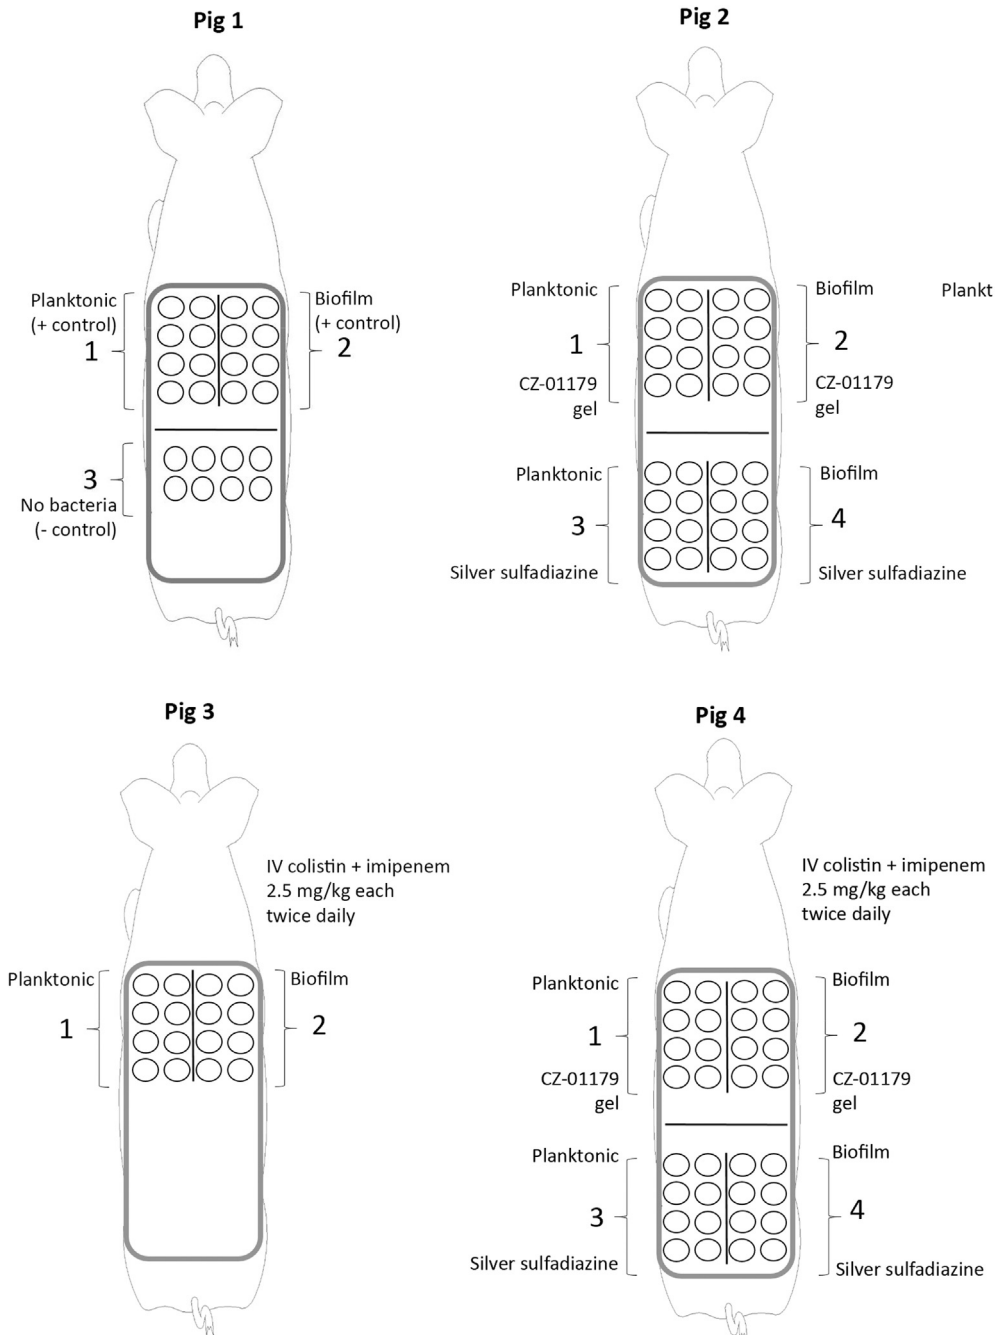 Pig 1
Planktonic
(+ control)
1
Biofilm
(+ control)
2
3
No bacteria
(- control)
Pig 2
Planktonic
1
CZ-01179
gel
Biofilm
2
CZ-01179
gel
Planktonic
3
Silver sulfadiazine
Biofilm
4
Silver sulfadiazine
Plankt
Pig 3
IV colistin + imipenem
2.5 mg/kg each
twice daily
Planktonic
1
Biofilm
2
Pig 4
IV colistin + imipenem
2.5 mg/kg each
twice daily
Planktonic
1
CZ-01179
gel
Biofilm
2
CZ-01179
gel
Planktonic
3
Silver sulfadiazine
Biofilm
4
Silver sulfadiazine